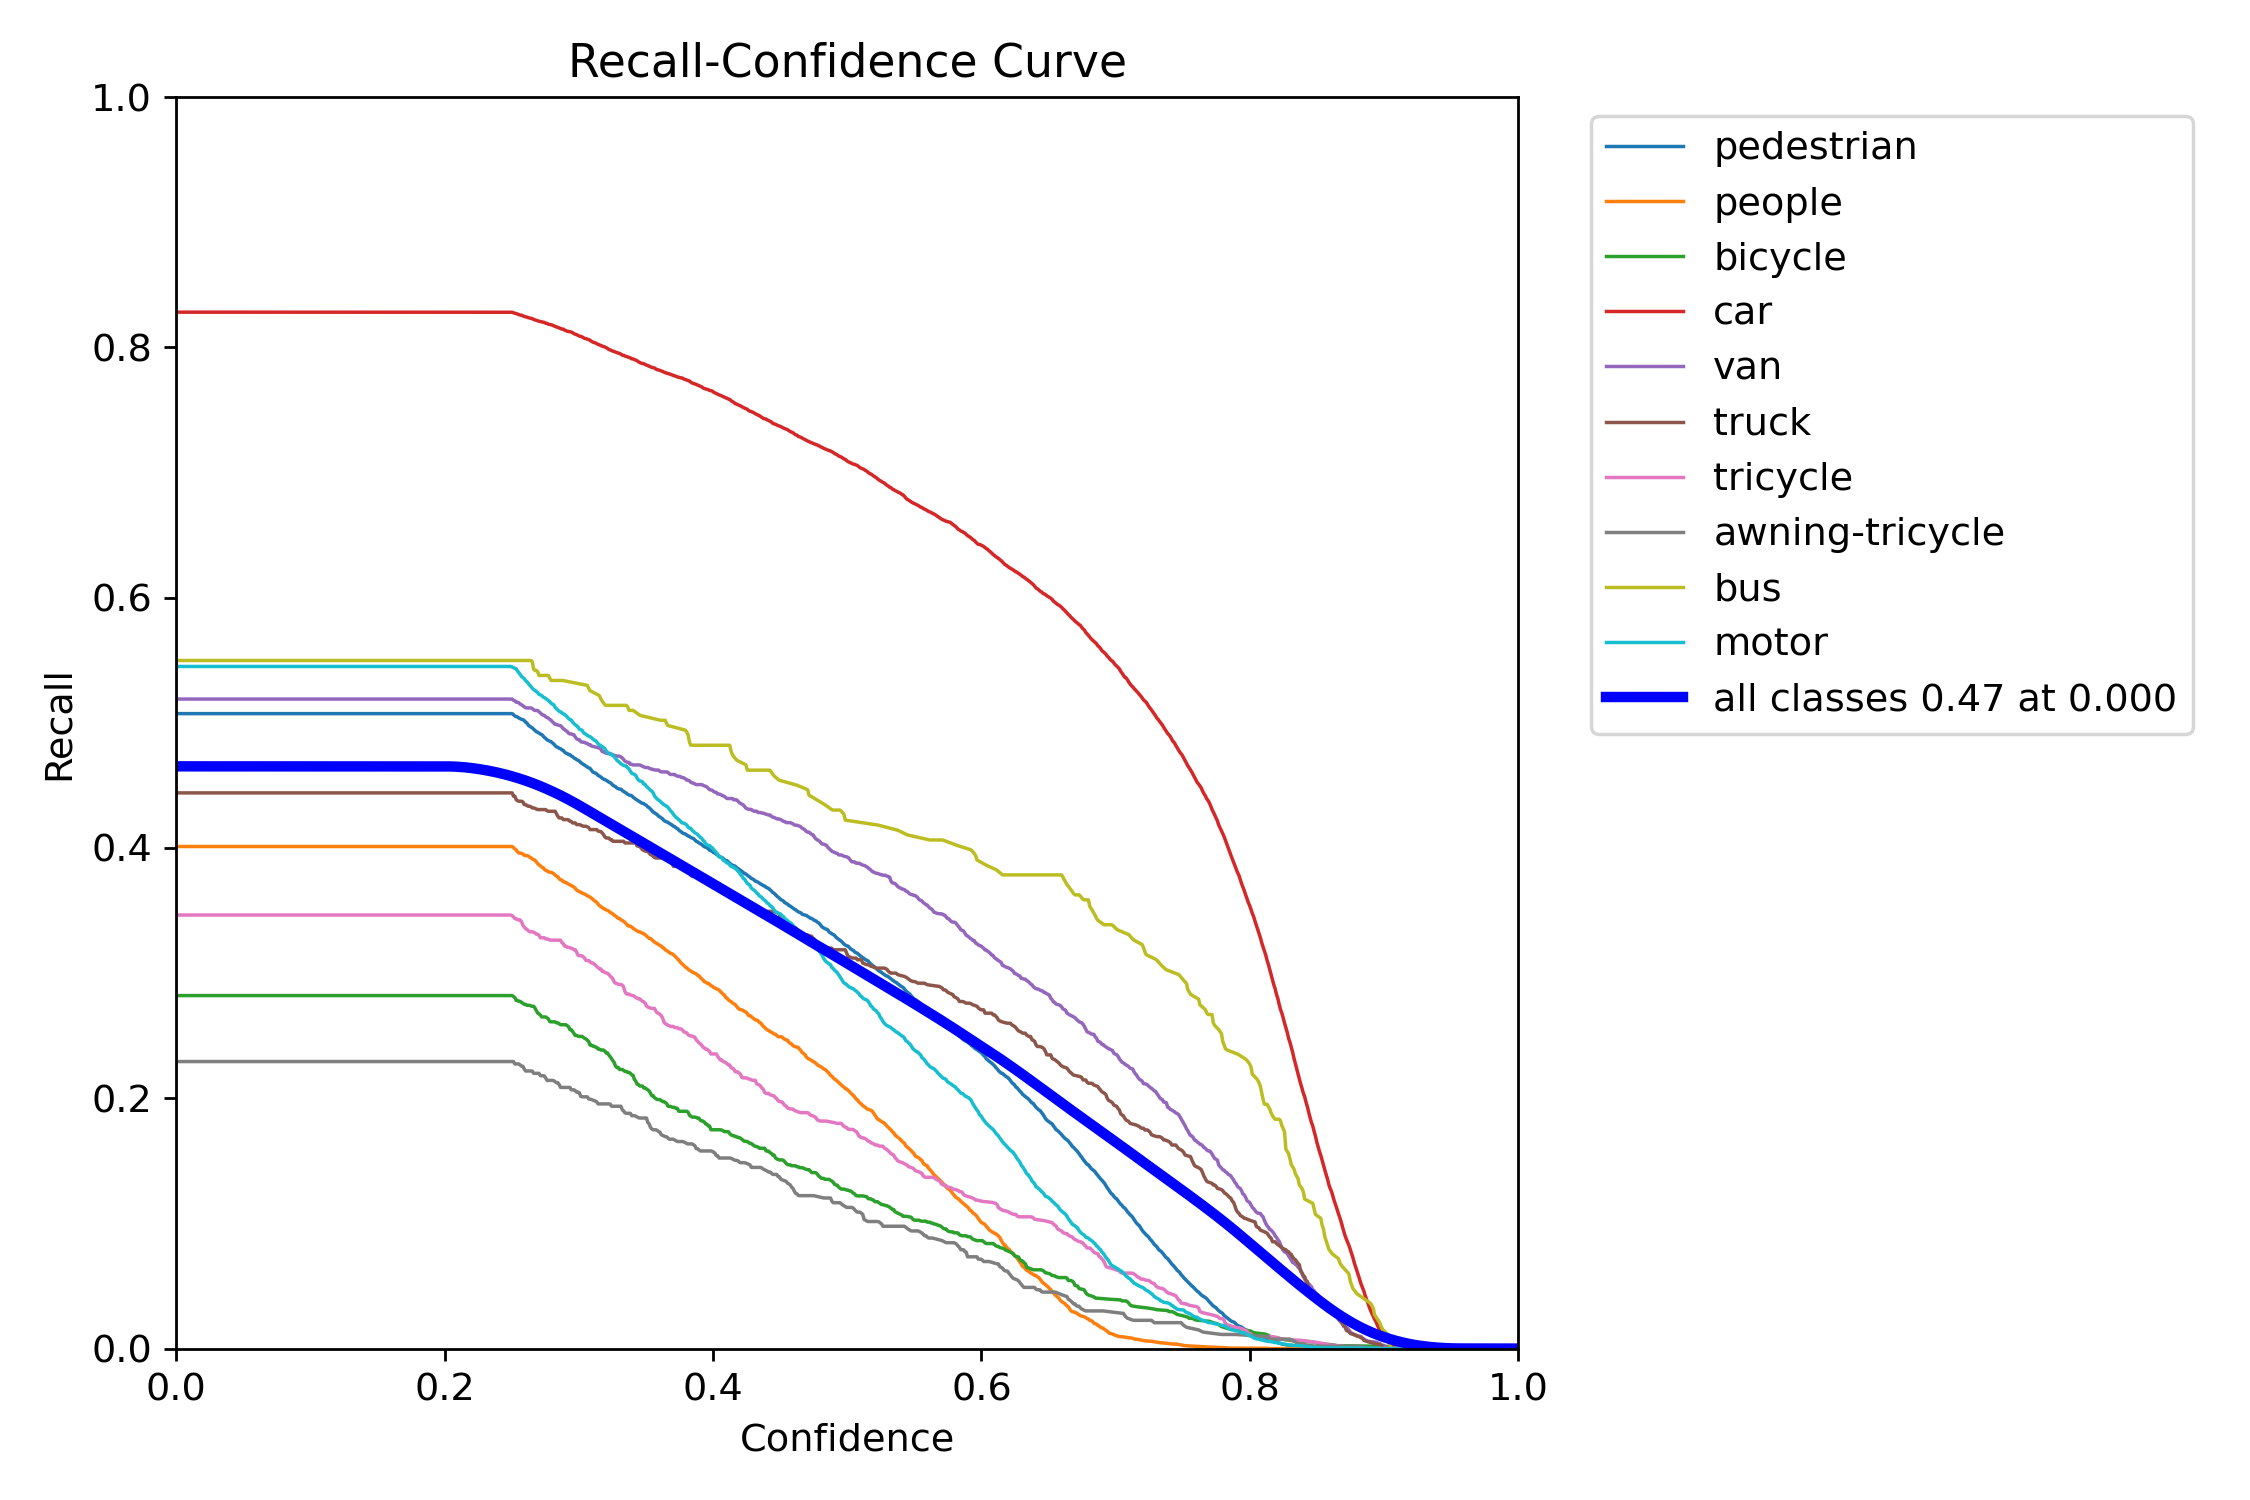 Recall-Confidence Curve
1.0
0.8
0.6
0.4
0.2
0.0
Recall
0.0 0.2 0.4 0.6 0.8 1.0
Confidence
pedestrian
people
bicycle
car
van
truck
tricycle
awning-tricycle
bus
motor
all classes 0.47 at 0.000